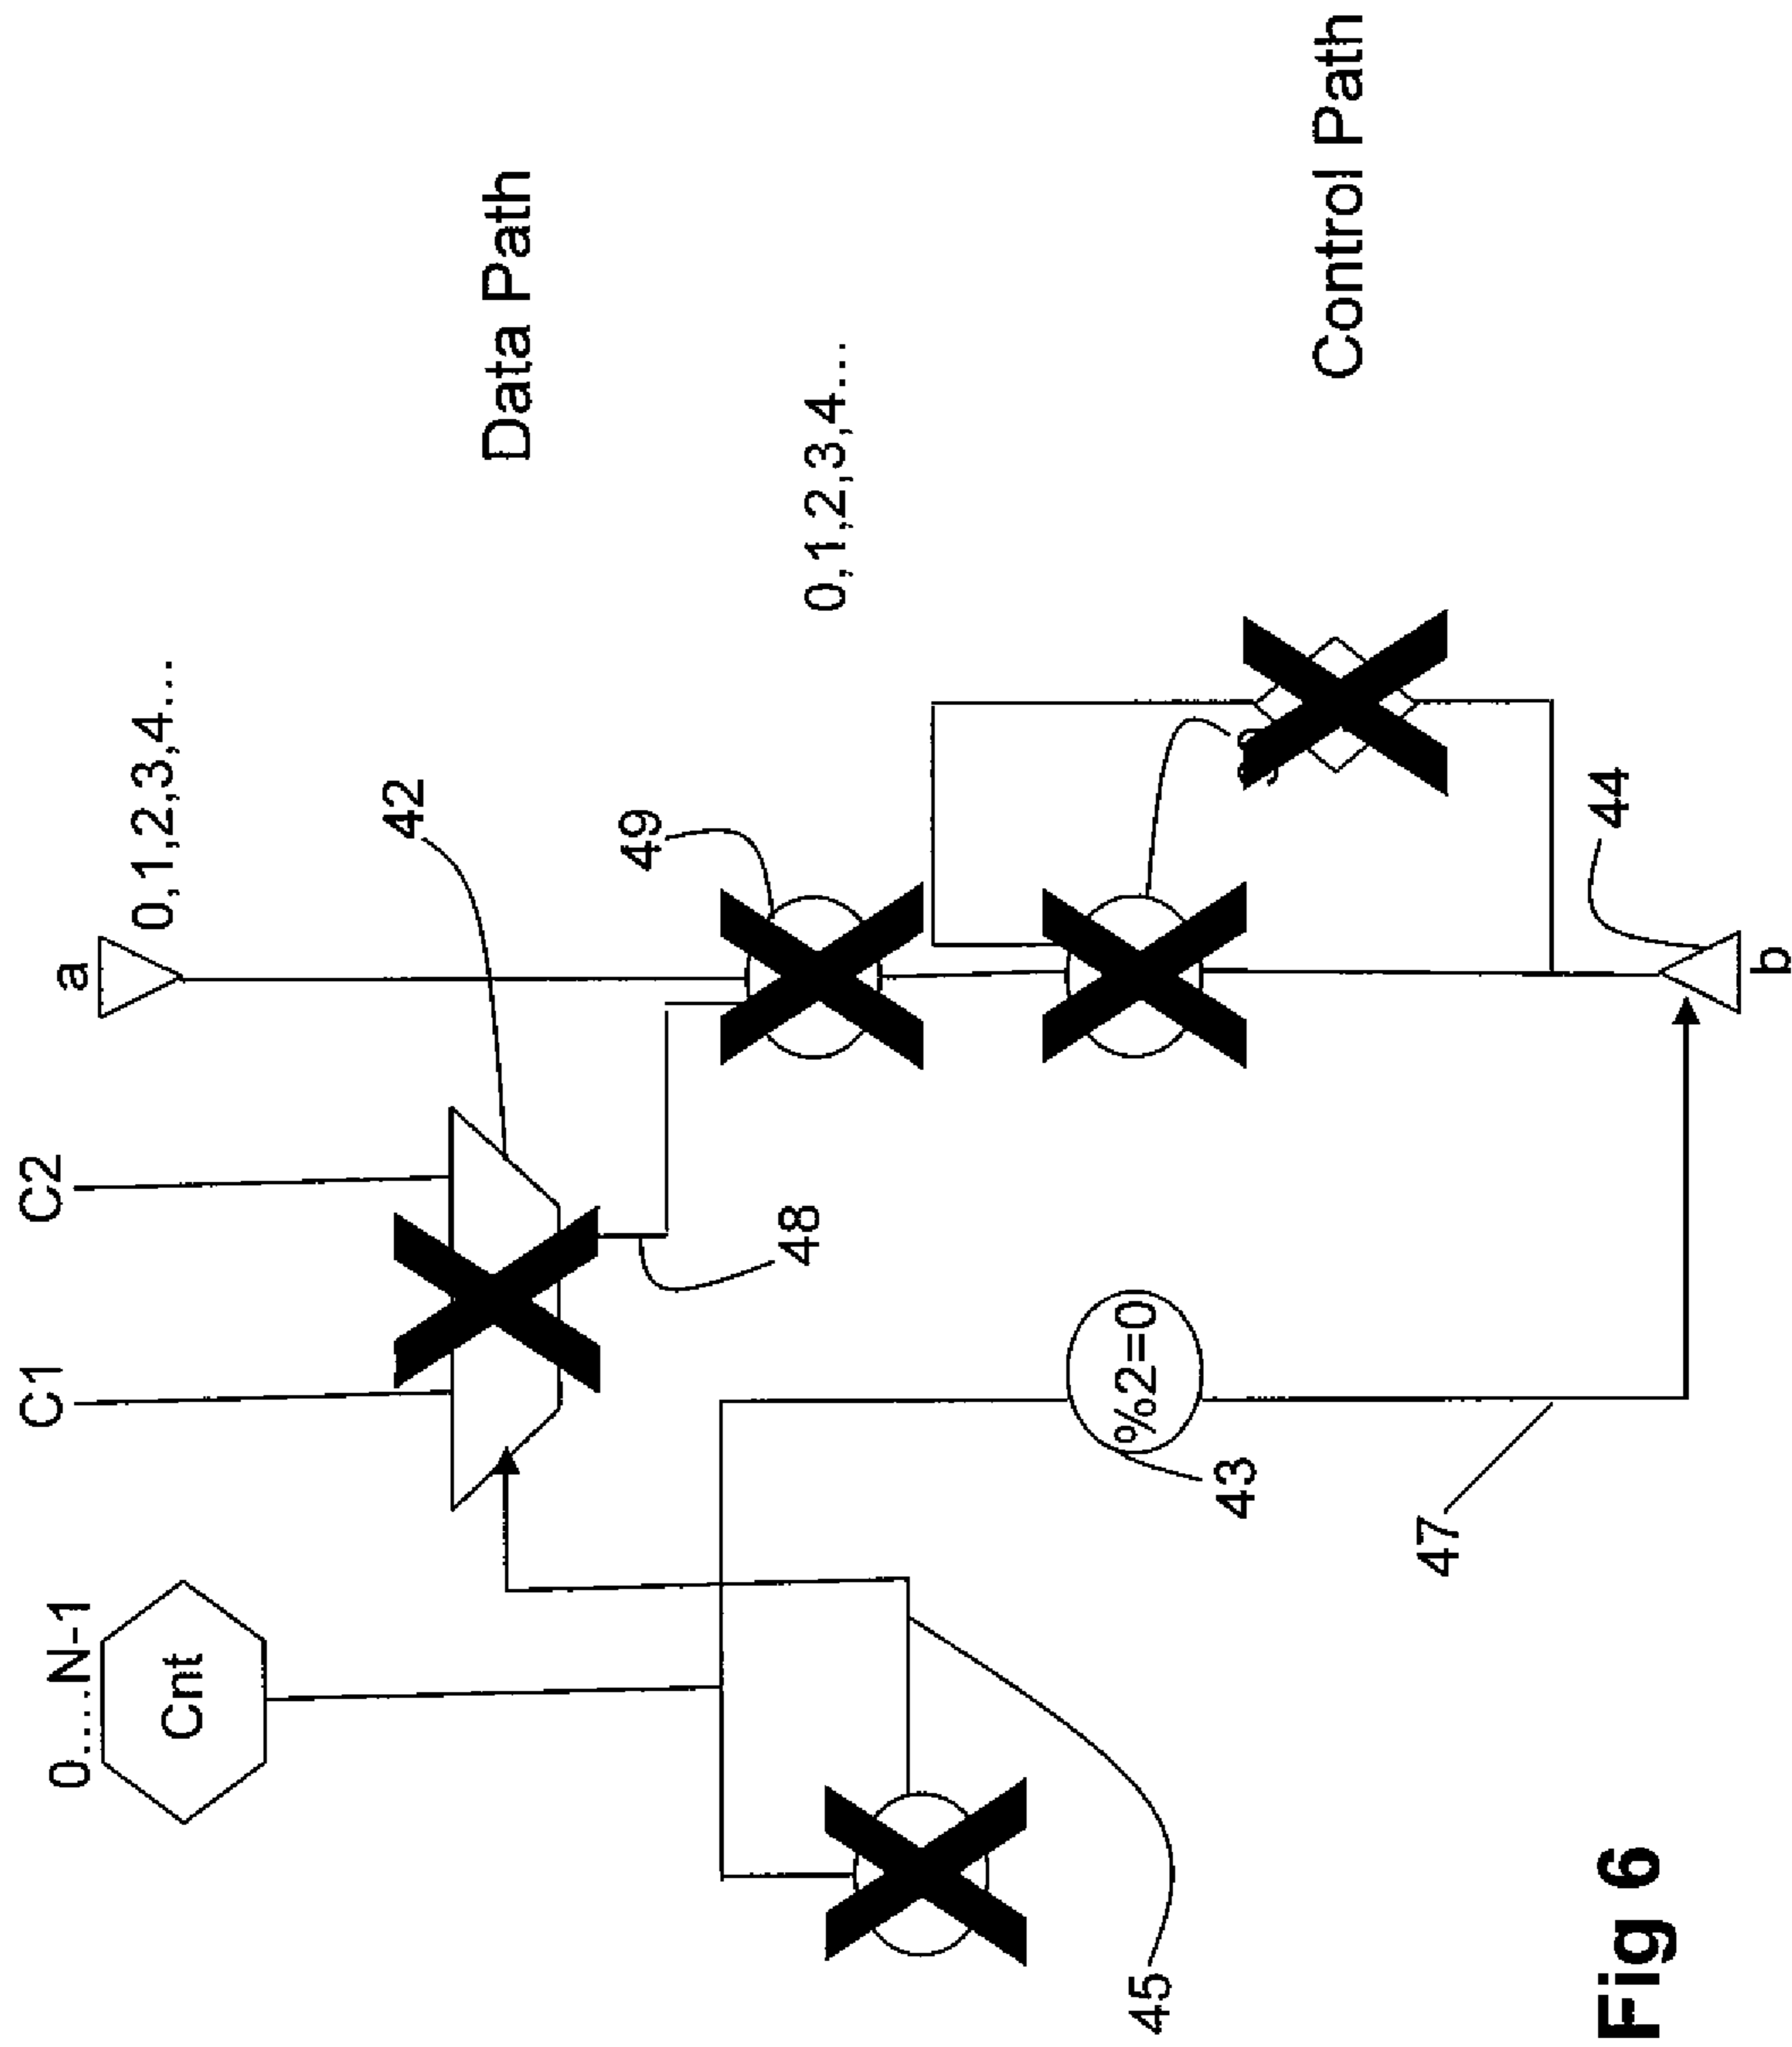 0....N-1
Cnt
C1
C2
a
0,1,2,3,4...
42
Data Path
48
49
0,1,2,3,4...
45
43
%2=0
47
44
b
Control Path
Fig 6